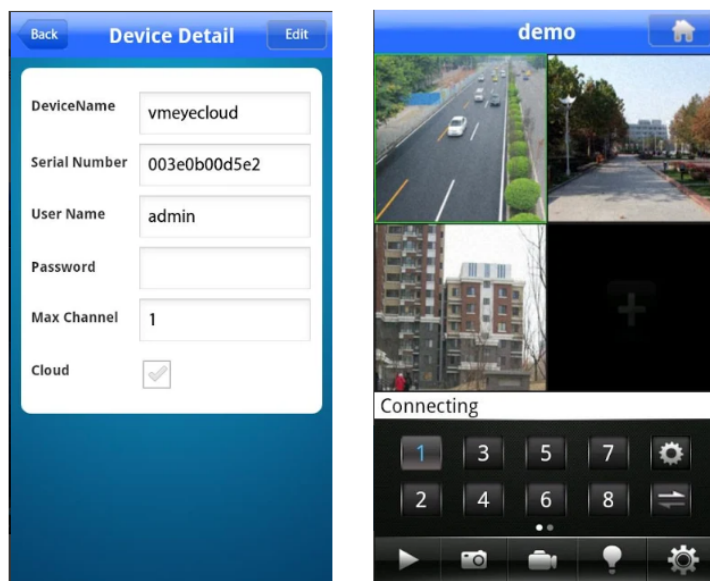 Back Device Detail Edit
DeviceName vmeyecloud
Serial Number 003e0b00d5e2
User Name admin
Password
Max Channel 1
Cloud
demo
Connecting
1 3 5 7
2 4 6 8